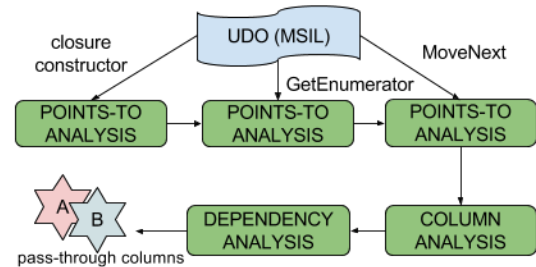 UDO (MSIL)
closure
constructor
MoveNext
GetEnumerator
POINTS-TO
ANALYSIS
POINTS-TO
ANALYSIS
POINTS-TO
ANALYSIS
A
B
pass-through columns
DEPENDENCY
ANALYSIS
COLUMN
ANALYSIS